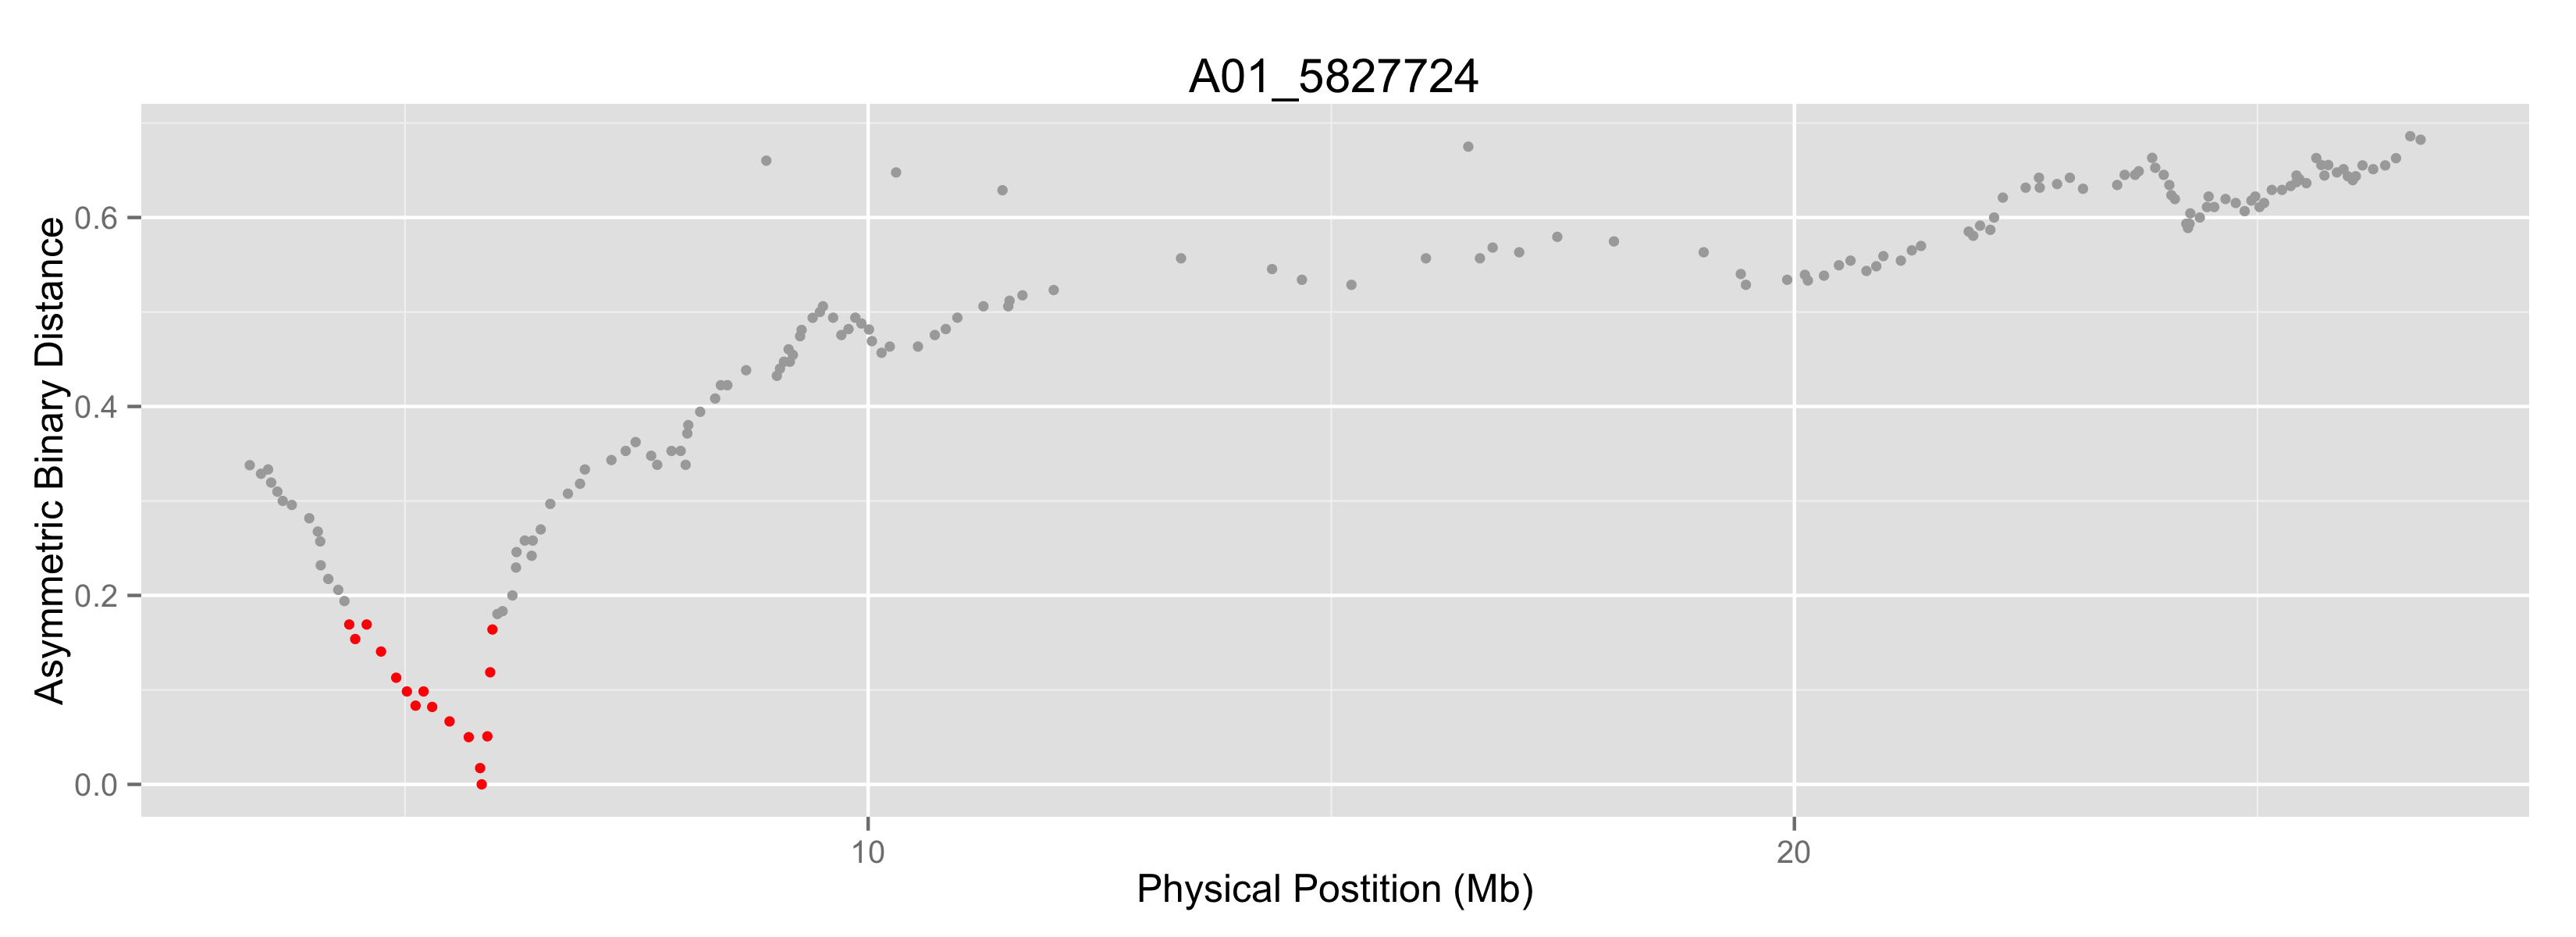 A01_5827724
Asymmetric Binary Distance
0.6
0.4
0.2
0.0
10 20
Physical Postition (Mb)